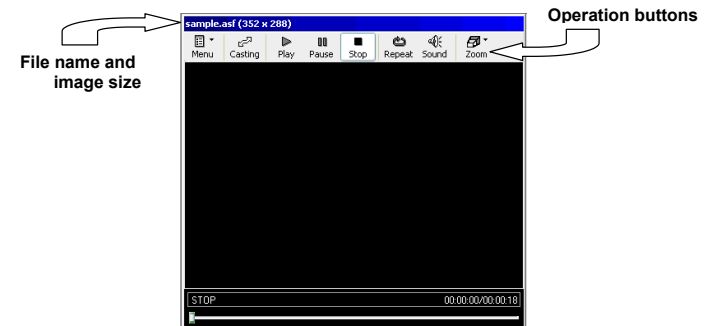 Operation buttons
sample.asf (352 x 288)
Menu Casting Play Pause Stop Repeat Sound Zoom
File name and
image size
STOP 00:00:00/00:00:18